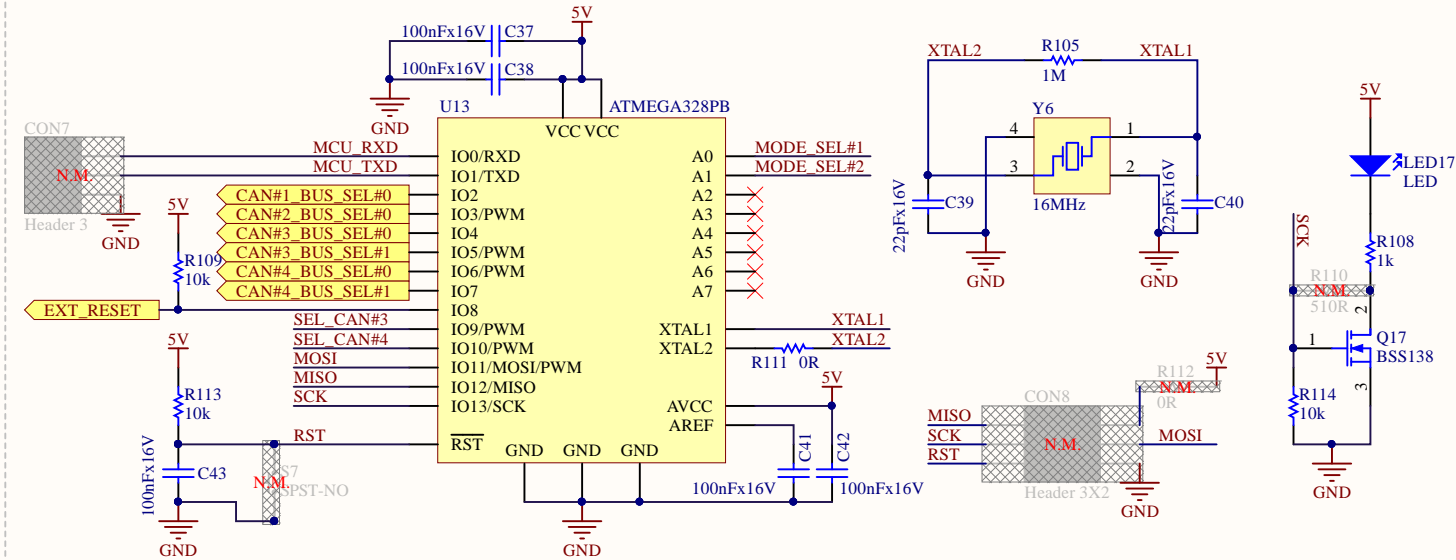 5V
100nFx16V C37
100nFx16V C38
GND
U13
ATMEGA328PB
VCC VCC
CON7
N.M.
Header 3
GND
MCU_RXD
MCU_TXD
CAN#1_BUS_SEL#0
CAN#2_BUS_SEL#0
CAN#3_BUS_SEL#0
CAN#3_BUS_SEL#1
CAN#4_BUS_SEL#0
CAN#4_BUS_SEL#1
5V
R109
10k
EXT_RESET
SEL_CAN#3
SEL_CAN#4
MOSI
MISO
SCK
RST
5V
R113
10k
100nFx16V
C43
GND
S7
N.M.
SPST-NO
IO0/RXD
IO1/TXD
IO2
IO3/PWM
IO4
IO5/PWM
IO6/PWM
IO7
IO8
IO9/PWM
IO10/PWM
IO11/MOSI/PWM
IO12/MISO
IO13/SCK
RST
GND GND GND
GND
A0
A1
A2
A3
A4
A5
A6
A7
XTAL1
XTAL2
AVCC
AREF
MODE_SEL#1
MODE_SEL#2
XTAL1
R111 0R
XTAL2
5V
C41
C42
100nFx16V
100nFx16V
XTAL2
R105
1M
XTAL1
Y6
4
3
1
2
16MHz
C39
22pFx16V
22pFx16V
C40
GND
GND
CON8
N.M.
Header 3X2
MISO
SCK
RST
MOSI
R112
N.M.
0R
5V
GND
5V
LED17
LED
R108
1k
SCK
R110
N.M.
510R
2
1
3
Q17
BSS138
R114
10k
GND